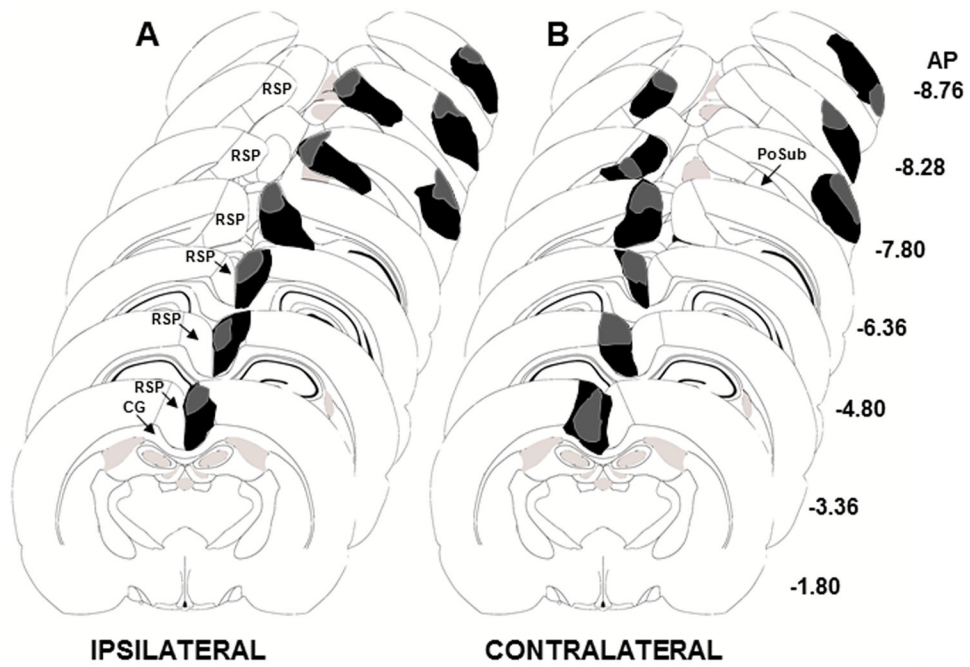 A
B
AP
RSP
-8.76
RSP
PoSub
-8.28
RSP
-7.80
RSP
-6.36
RSP
-4.80
RSP
CG
-3.36
-1.80
IPSILATERAL
CONTRALATERAL